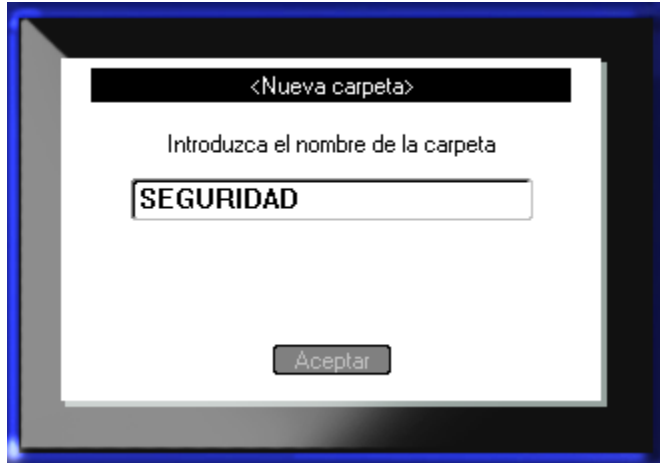 <Nueva carpeta>
Introduzca el nombre de la carpeta
SEGURIDAD
Aceptar